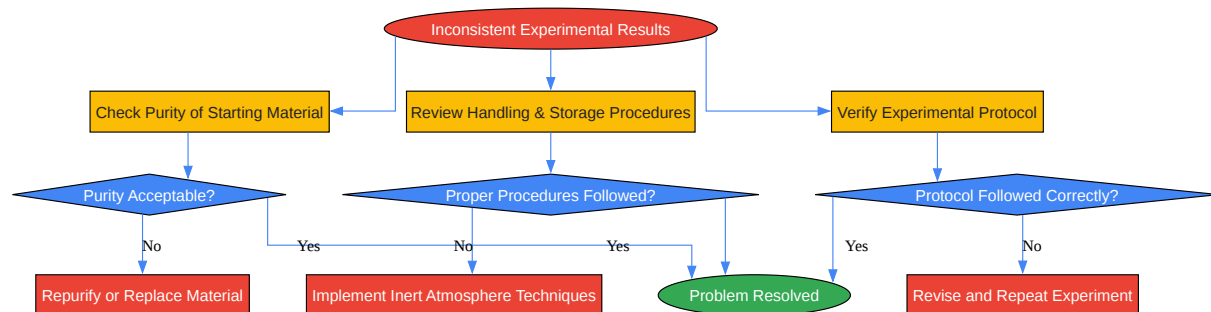 Inconsistent Experimental Results
Check Purity of Starting Material
Review Handling & Storage Procedures
Verify Experimental Protocol
Purity Acceptable?
Proper Procedures Followed?
Protocol Followed Correctly?
No
Yes
No
Yes
Yes
No
Repurify or Replace Material
Implement Inert Atmosphere Techniques
Problem Resolved
Revise and Repeat Experiment